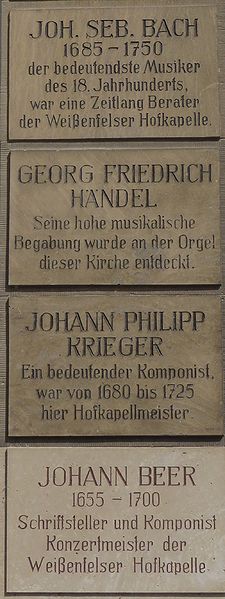 JOH. SEB. BACH
1685 – 1750
der bedeutendste Musiker
des 18. Jahrhunderts,
war eine Zeitlang Berater
der Weißenfelser Hofkapelle.
GEORG FRIEDRICH
HÄNDEL
Seine hohe musikalische
Begabung wurde an der Orgel
dieser Kirche entdeckt.
JOHANN PHILIPP
KRIEGER
Ein bedeutender Komponist,
war von 1680 bis 1725
hier Hofkapellmeister.
JOHANN BEER
1655 – 1700
Schriftsteller und Komponist
Konzertmeister der
Weißenfelser Hofkapelle